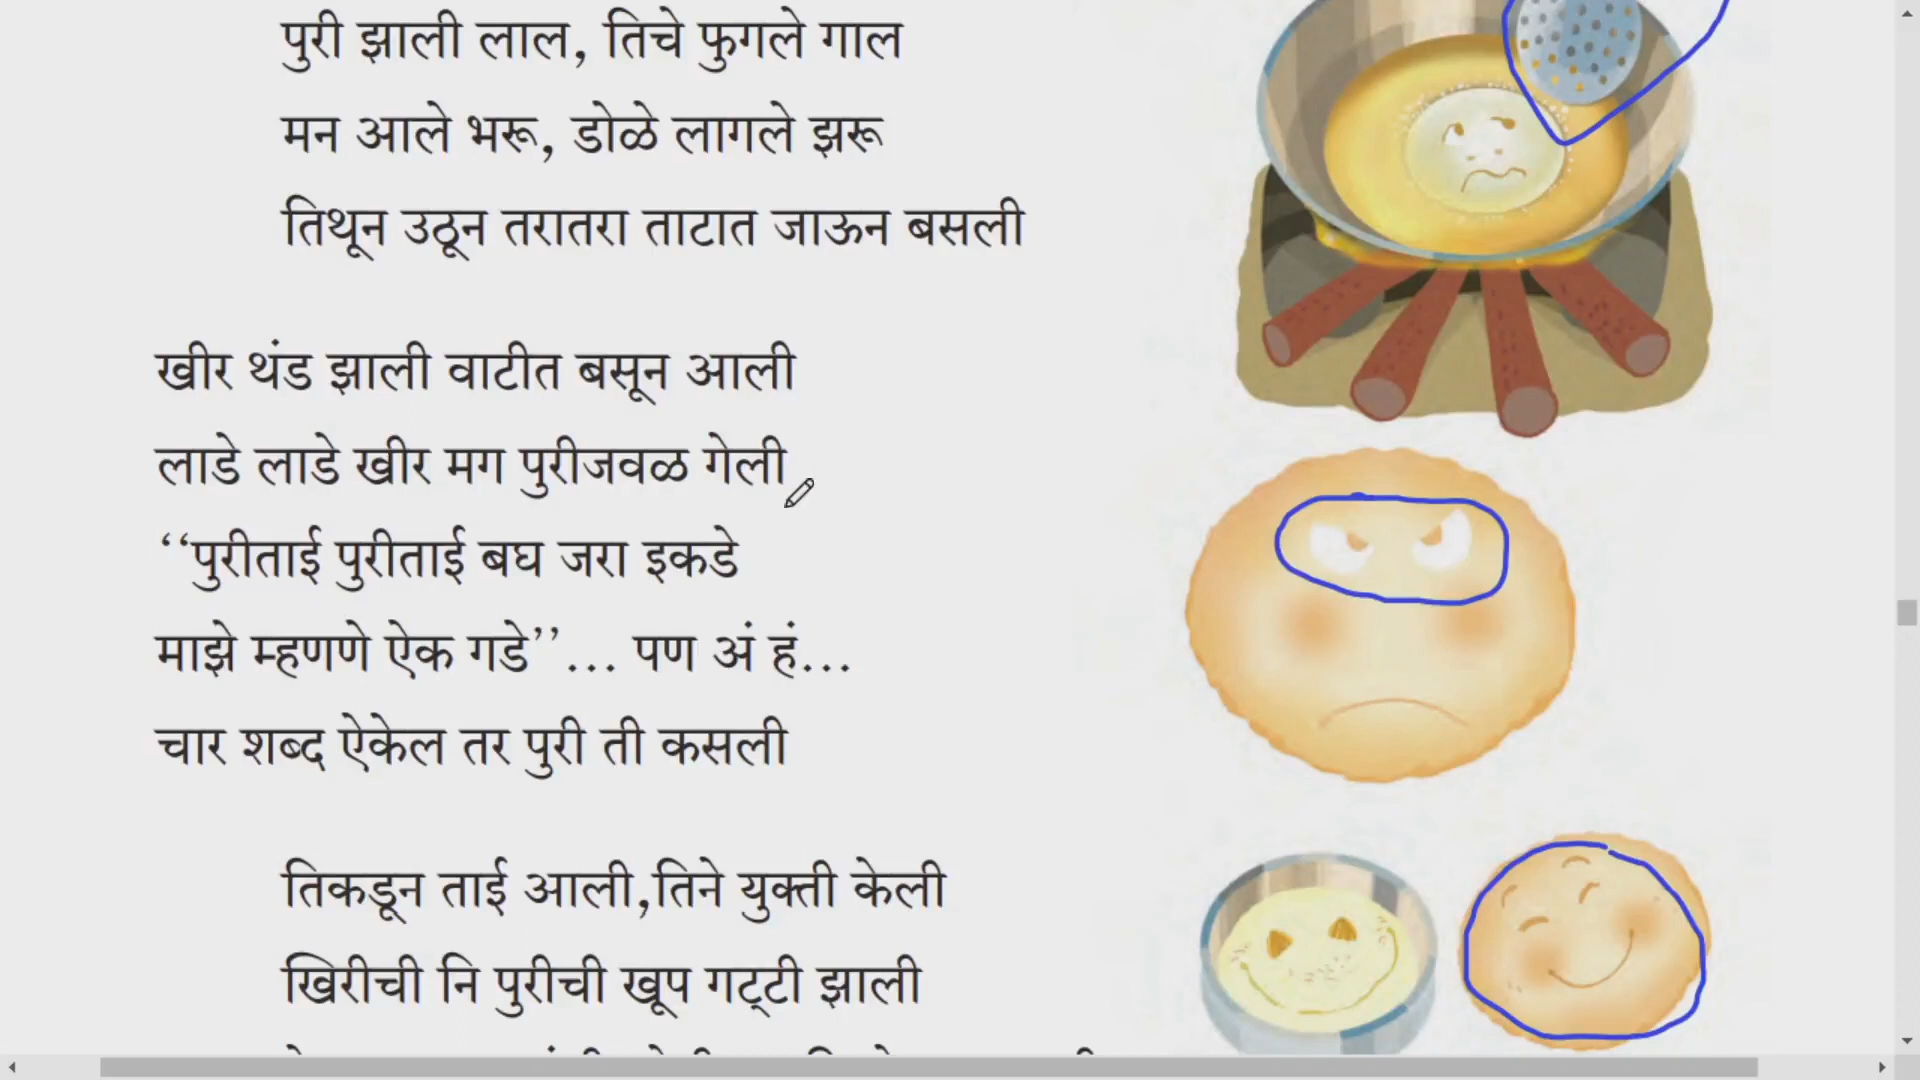 पुरी झाली लाल, तिचे फुगले गाल
मन आले भरू, डोळे लागले झरू
तिथून उठून तरातरा ताटात जाऊन बसली
खीर थंड झाली वाटीत बसून आली
लाडे लाडे खीर मग पुरीजवळ गेली
‘‘पुरीताई पुरीताई बघ जरा इकडे
माझे म्हणणे ऐक गडे’’... पण अं हं...
चार शब्द ऐकेल तर पुरी ती कसली
तिकडून ताई आली,तिने युक्ती केली
खिरीची नि पुरीची खूप गट्‌टी झाली